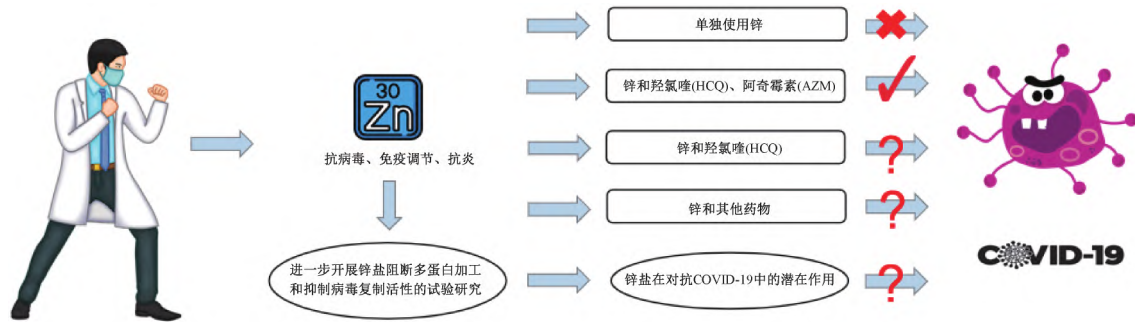 单独使用锌
30
Zn
锌和羟氯喹(HCQ)、阿奇霉素(AZM)
抗病毒、免疫调节、抗炎
锌和羟氯喹(HCQ)
?
锌和其他药物
?
COVID-19
进一步开展锌盐阻断多蛋白加工
和抑制病毒复制活性的试验研究
锌盐在对抗COVID-19中的潜在作用
?